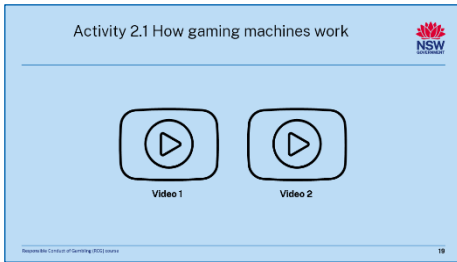 Activity 2.1 How gaming machines work
NSW
GOVERNMENT
Video 1
Video 2
Responsible Conduct of Gambling (RCG) course
19